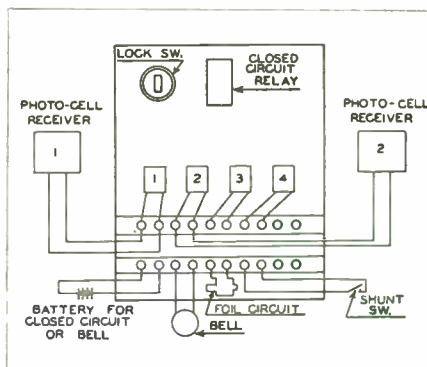 LOCK SW.
CLOSED
CIRCUIT
RELAY
PHOTO-CELL
RECEIVER
1
PHOTO-CELL
RECEIVER
2
1
2
3
4
BATTERY FOR
CLOSED CIRCUIT
OR BELL
BELL
FOIL CIRCUIT
SHUNT
SW.